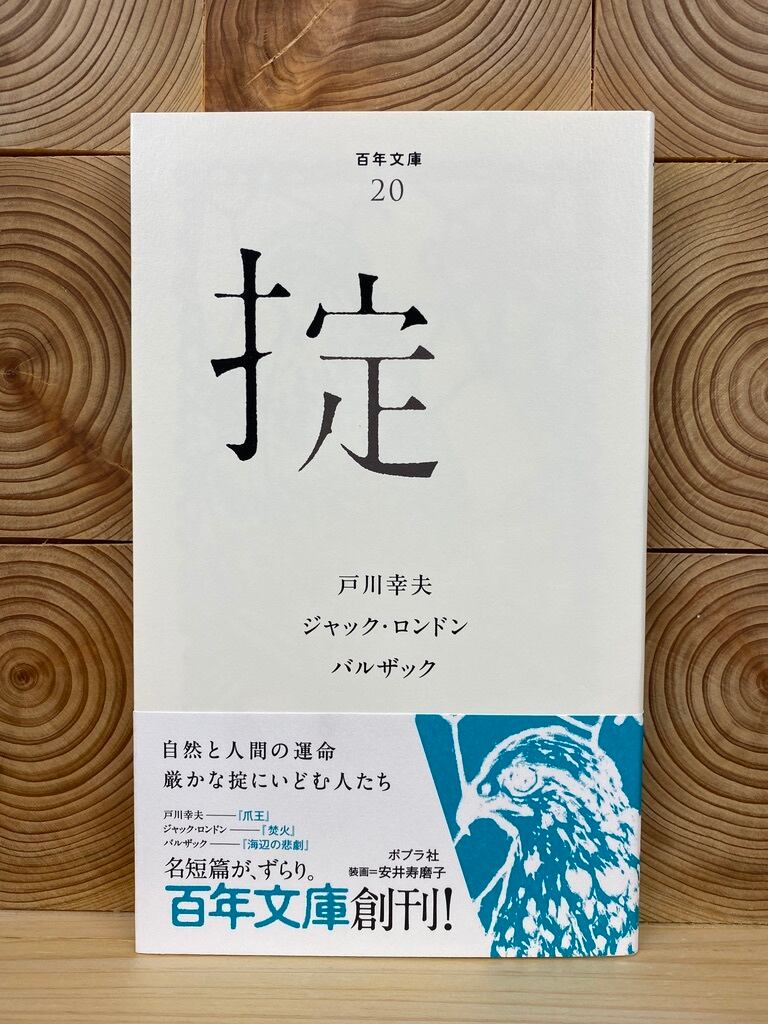 百年文庫
20
掟
戸川幸夫
ジャック・ロンドン
バルザック
自然と人間の運命
厳かな掟にいどむ人たち
戸川幸夫――『爪王』
ジャック・ロンドン――『焚火』
バルザック――『海辺の悲劇』
名短篇が、ずらり。
百年文庫創刊!
ポプラ社
装画=安井寿磨子